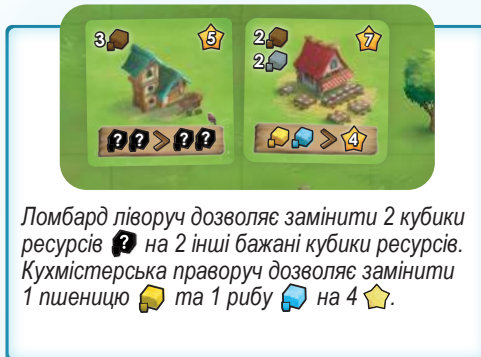 3 5 2 7
2
? ? > ? ? > 4
Ломбард ліворуч дозволяє замінити 2 кубики
ресурсів ? на 2 інші бажані кубики ресурсів.
Кухмістерська праворуч дозволяє замінити
1 пшеницю та 1 рибу на 4 .